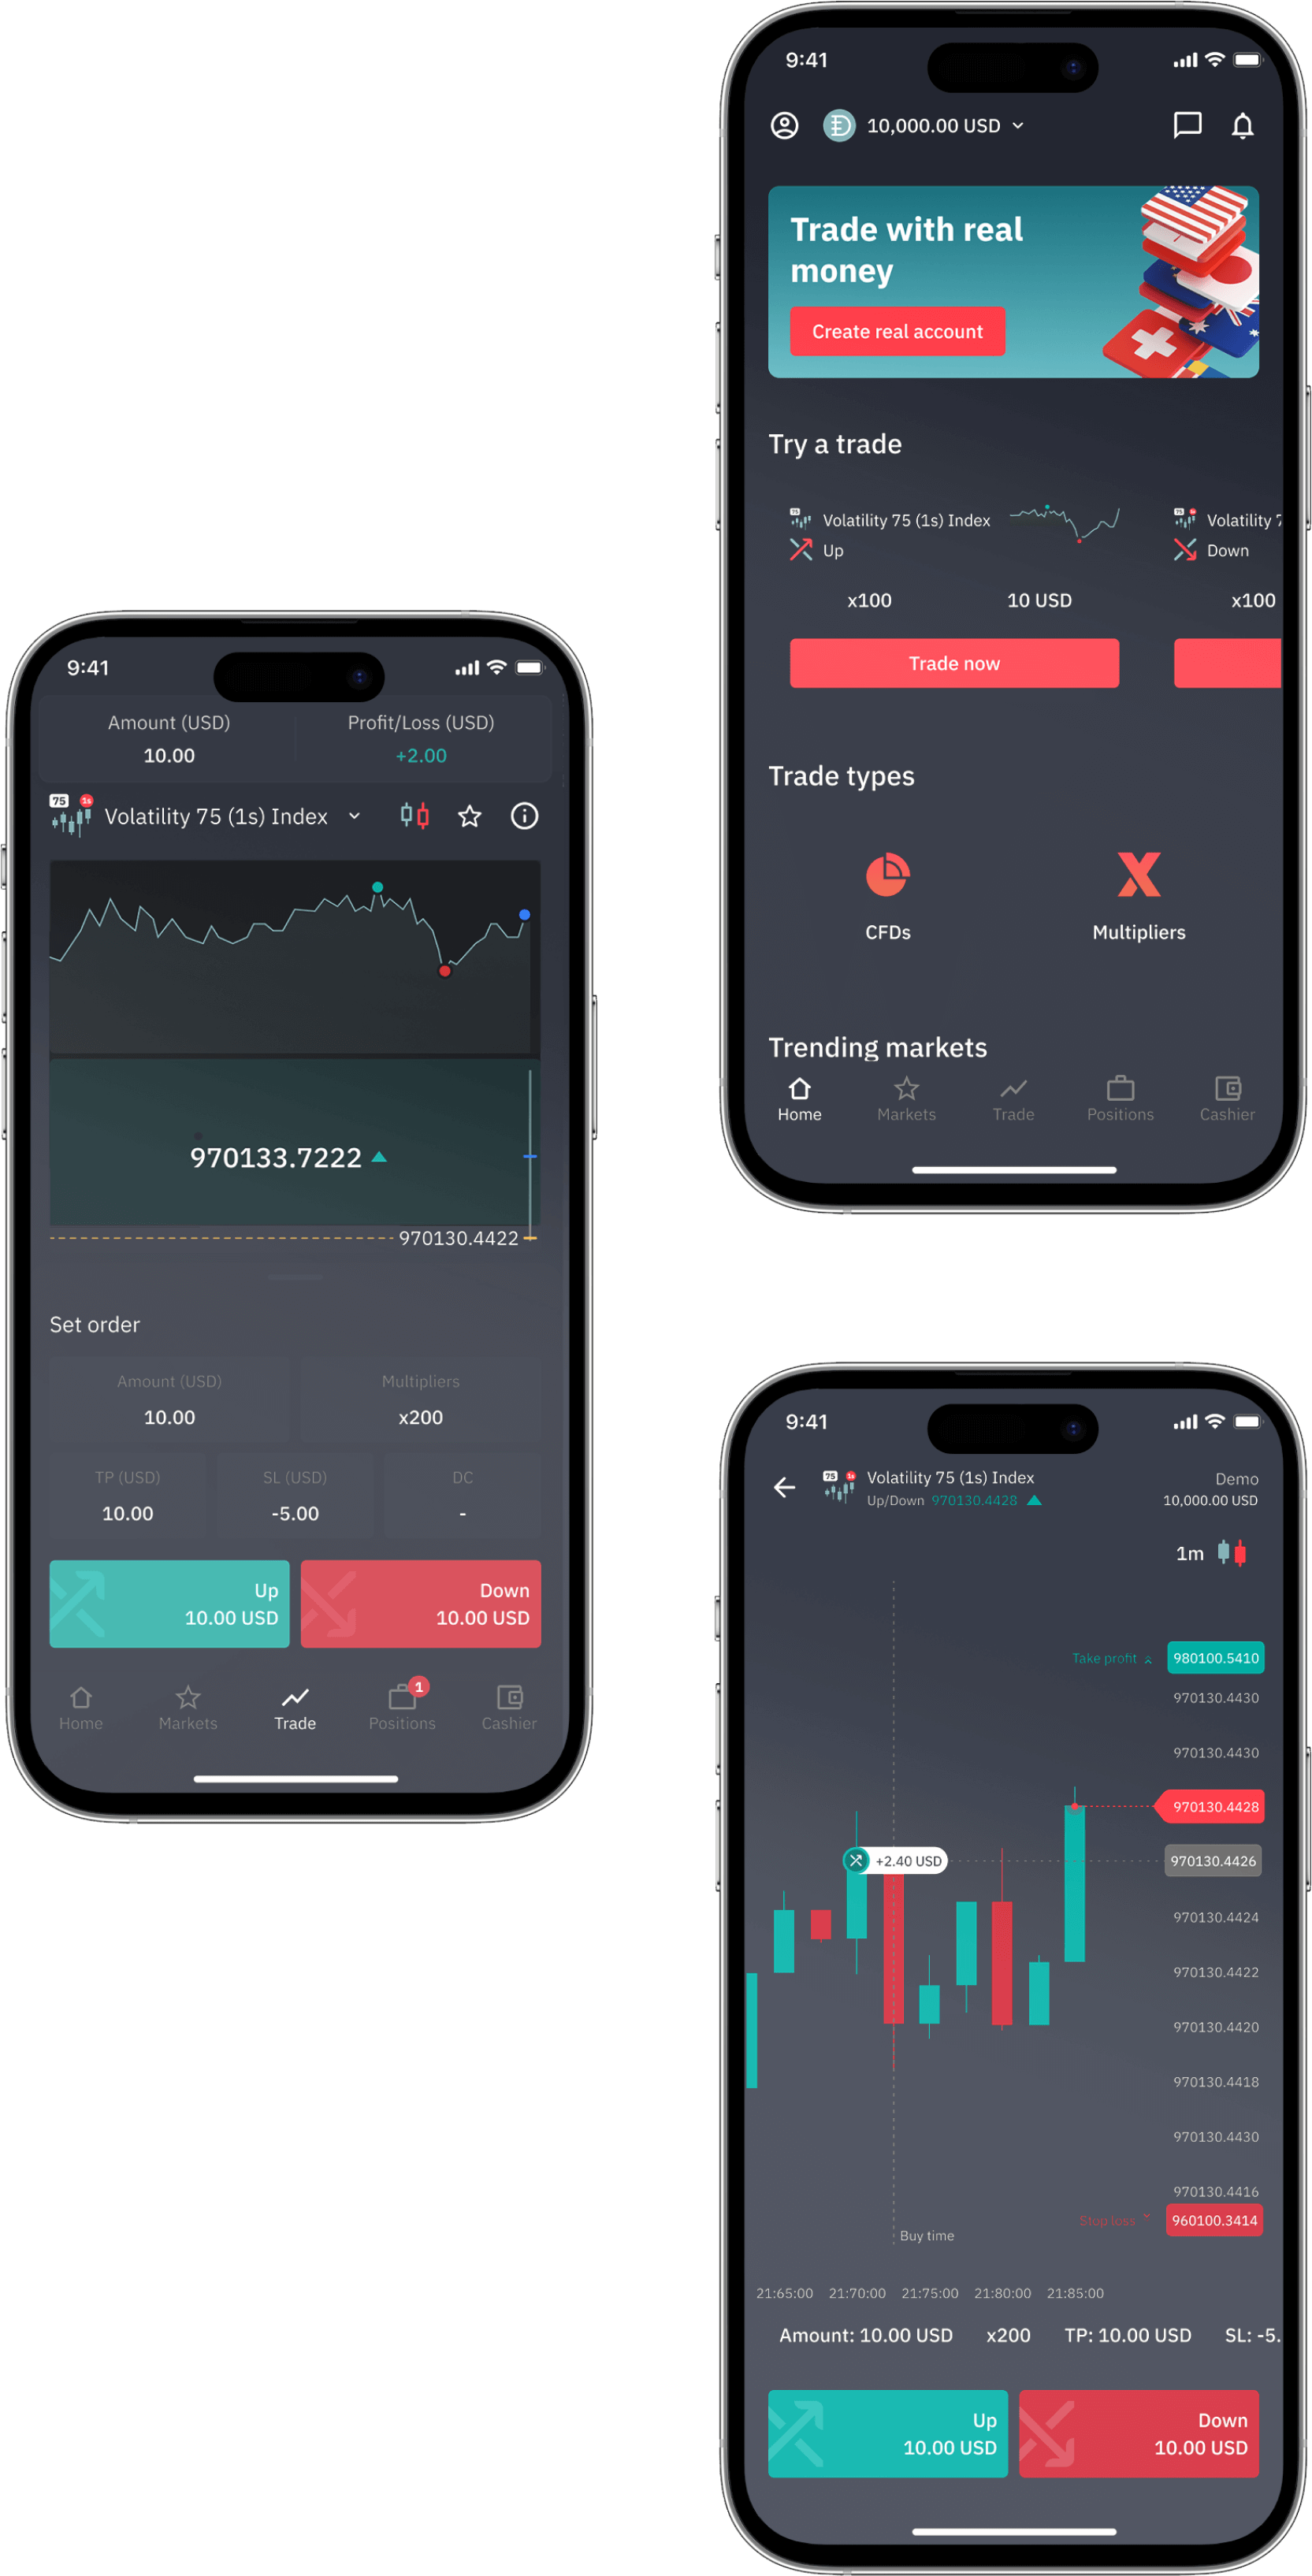 9:41
10,000.00 USD
Trade with real
money
Create real account
Try a trade
75
Volatility 75 (1s) Index
Up
x100
10 USD
Trade now
75
1s
Volatility 7
Down
x100
Trade types
CFDs
Multipliers
Trending markets
Home
Markets
Trade
Positions
Cashier
9:41
Amount (USD)
10.00
Profit/Loss (USD)
+2.00
75
1s
Volatility 75 (1s) Index
970133.7222
970130.4422
Set order
Amount (USD)
10.00
Multipliers
x200
TP (USD)
10.00
SL (USD)
-5.00
DC
-
Up
10.00 USD
Down
10.00 USD
Home
Markets
Trade
1
Positions
Cashier
9:41
75
1s
Volatility 75 (1s) Index
Up/Down 970130.4428
Demo
10,000.00 USD
1m
Take profit
980100.5410
970130.4430
970130.4430
970130.4428
+2.40 USD
970130.4426
970130.4424
970130.4422
970130.4420
970130.4418
970130.4430
970130.4416
Stop loss
960100.3414
Buy time
21:65:00
21:70:00
21:75:00
21:80:00
21:85:00
Amount: 10.00 USD
x200
TP: 10.00 USD
SL: -5.
Up
10.00 USD
Down
10.00 USD